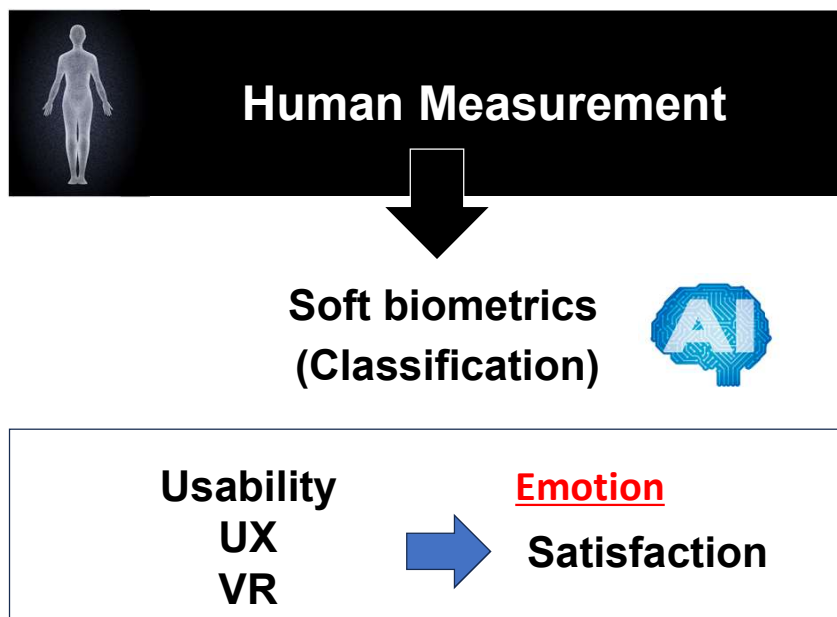 Human Measurement
Soft biometrics
(Classification)
AI
Usability
UX
VR
Emotion
Satisfaction